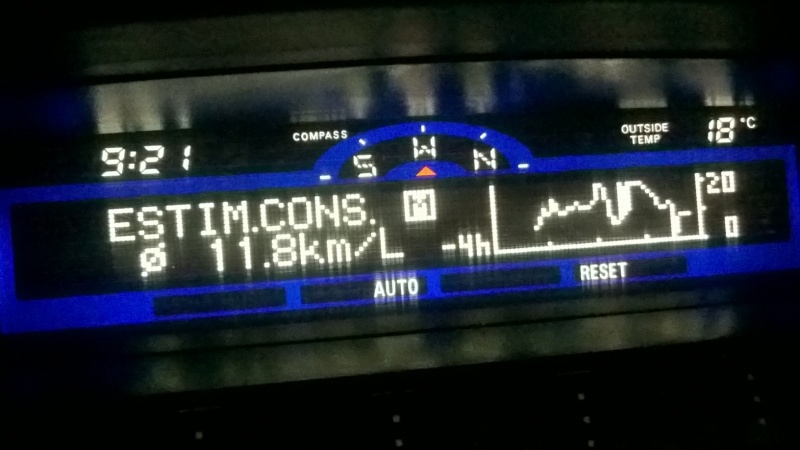 9:21
COMPASS
S W N
OUTSIDE
TEMP
18°C
ESTIM.CONS. M
ø 11.8km/L
-4h
20
0
AUTO
RESET